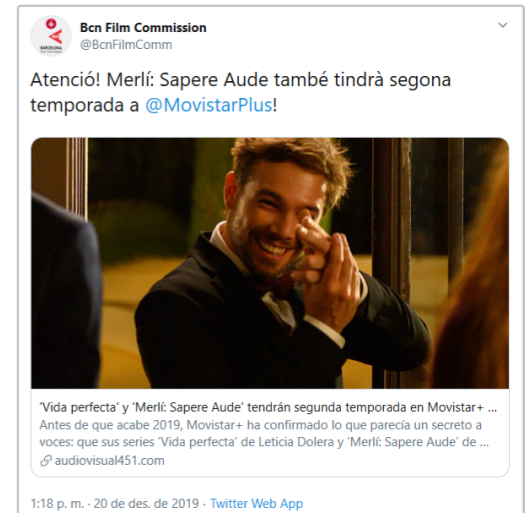 Bcn Film Commission
@BcnFilmComm
Atenció! Merlí: Sapere Aude també tindrà segona
temporada a @MovistarPlus!
'Vida perfecta' y 'Merlí: Sapere Aude' tendrán segunda temporada en Movistar+ ...
Antes de que acabe 2019, Movistar+ ha confirmado lo que parecía un secreto a
voces: que sus series 'Vida perfecta' de Leticia Dolera y 'Merlí: Sapere Aude' de ...
audiovisual451.com
1:18 p. m. · 20 de des. de 2019 · Twitter Web App